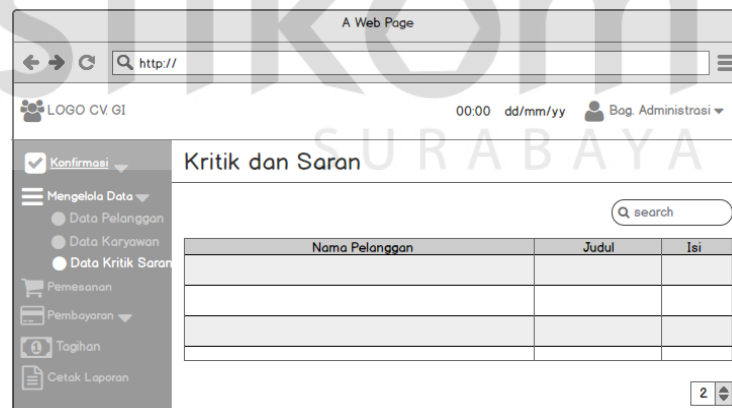 A Web Page
http://
LOGO CV. GI
00:00 dd/mm/yy Bag. Administrasi
SURABAYA
Konfirmasi
Kritik dan Saran
Mengelola Data
Data Pelanggan
Data Karyawan
Data Kritik Saran
Pemesanan
Pembayaran
Tagihan
Cetak Laporan
search
Nama Pelanggan Judul Isi
2